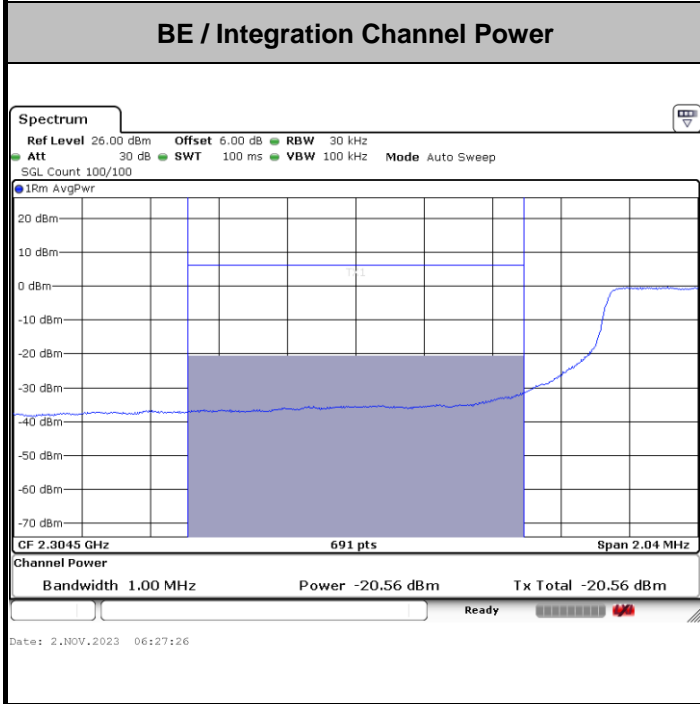 BE / Integration Channel Power
Spectrum
Ref Level 26.00 dBm Offset 6.00 dB RBW 30 kHz
Att 30 dB SWT 100 ms VBW 100 kHz Mode Auto Sweep
SGL Count 100/100
1Rm AvgPwr
20 dBm
10 dBm
0 dBm
-10 dBm
-20 dBm
-30 dBm
-40 dBm
-50 dBm
-60 dBm
-70 dBm
CF 2.3045 GHz 691 pts Span 2.04 MHz
Channel Power
Bandwidth 1.00 MHz Power -20.56 dBm Tx Total -20.56 dBm
Ready
Date: 2.NOV.2023 06:27:26